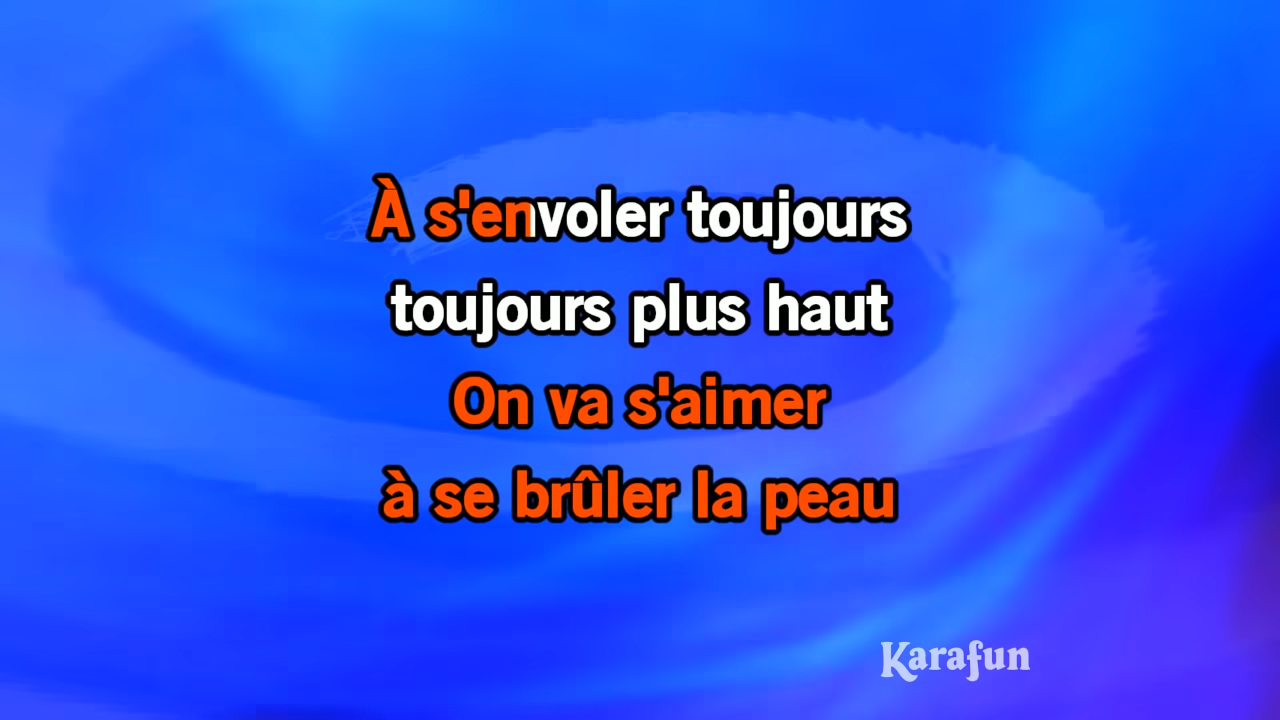 À s'envoler toujours
toujours plus haut
On va s'aimer
à se brûler la peau
Karafun